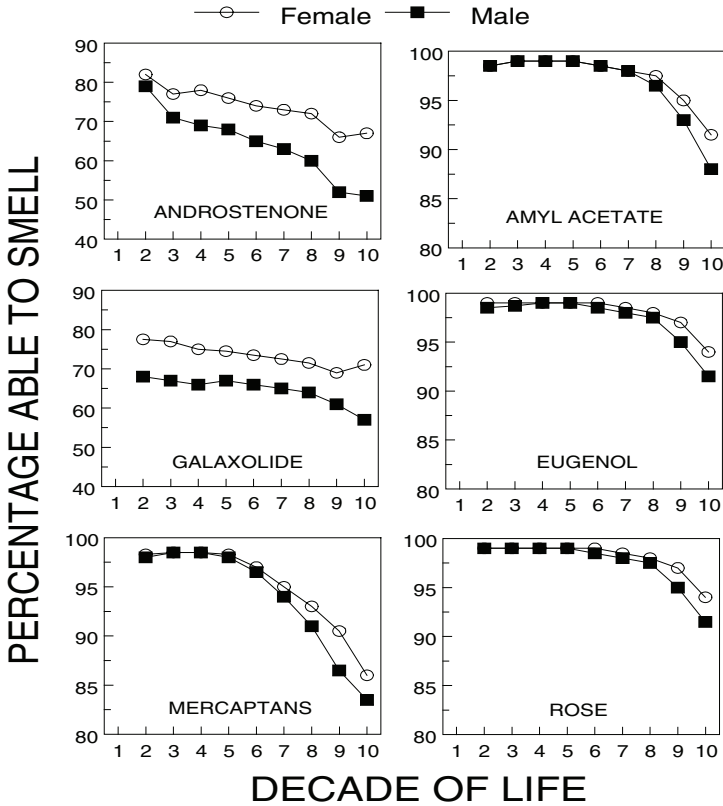 Female Male
PERCENTAGE ABLE TO SMELL
90
80
70
60
50
40
ANDROSTENONE
1 2 3 4 5 6 7 8 9 10
100
95
90
85
80
AMYL ACETATE
1 2 3 4 5 6 7 8 9 10
90
80
70
60
50
40
GALAXOLIDE
1 2 3 4 5 6 7 8 9 10
100
95
90
85
80
EUGENOL
1 2 3 4 5 6 7 8 9 10
100
95
90
85
80
MERCAPTANS
1 2 3 4 5 6 7 8 9 10
100
95
90
85
80
ROSE
1 2 3 4 5 6 7 8 9 10
DECADE OF LIFE